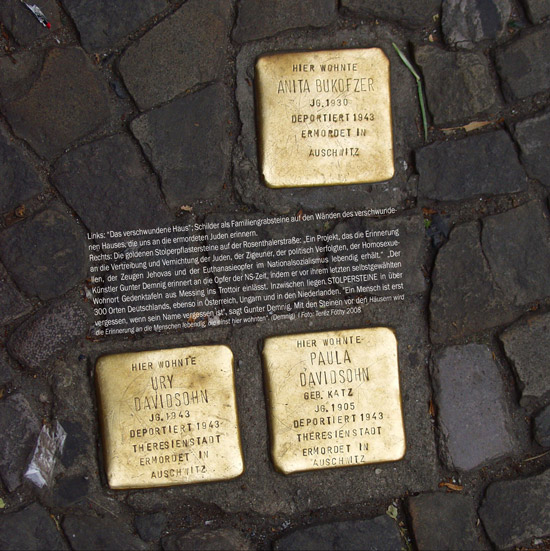 HIER WOHNTE
ANITA BUKOFZER
JG. 1930
DEPORTIERT 1943
ERMORDET IN
AUSCHWITZ
Links: "Das verschwundene Haus"; Schilder als Familiengrabsteine auf den Wänden des verschwunde-
nen Hauses, die uns an die ermordeten Juden erinnern.
Rechts: Die goldenen Stolperpflastersteine auf der Rosenthalerstraße: „Ein Projekt, das die Erinnerung
an die Vertreibung und Vernichtung der Juden, der Zigeuner, der politisch Verfolgten, der Homosexue-
llen, der Zeugen Jehovas und der Euthanasieopfer im Nationalsozialismus lebendig erhält." „Der
Künstler Gunter Demnig erinnert an die Opfer der NS-Zeit, indem er vor ihrem letzten selbstgewählten
Wohnort Gedenktafeln aus Messing ins Trottoir einlässt. Inzwischen liegen STOLPERSTEINE in über
300 Orten Deutschlands, ebenso in Österreich, Ungarn und in den Niederlanden. "Ein Mensch ist erst
vergessen, wenn sein Name vergessen ist", sagt Gunter Demnig. Mit den Steinen vor den Häusern wird
die Erinnerung an die Menschen lebendig, die einst hier wohnten". (Demnig) I Foto: Teréz Fothy 2008
HIER WOHNTE
URY
DAVIDSOHN
JG. 1943
DEPORTIERT 1943
THERESIENSTADT
ERMORDET IN
AUSCHWITZ
HIER WOHNTE
PAULA
DAVIDSOHN
GEB. KATZ
JG. 1905
DEPORTIERT 1943
THERESIENSTADT
ERMORDET IN
AUSCHWITZ